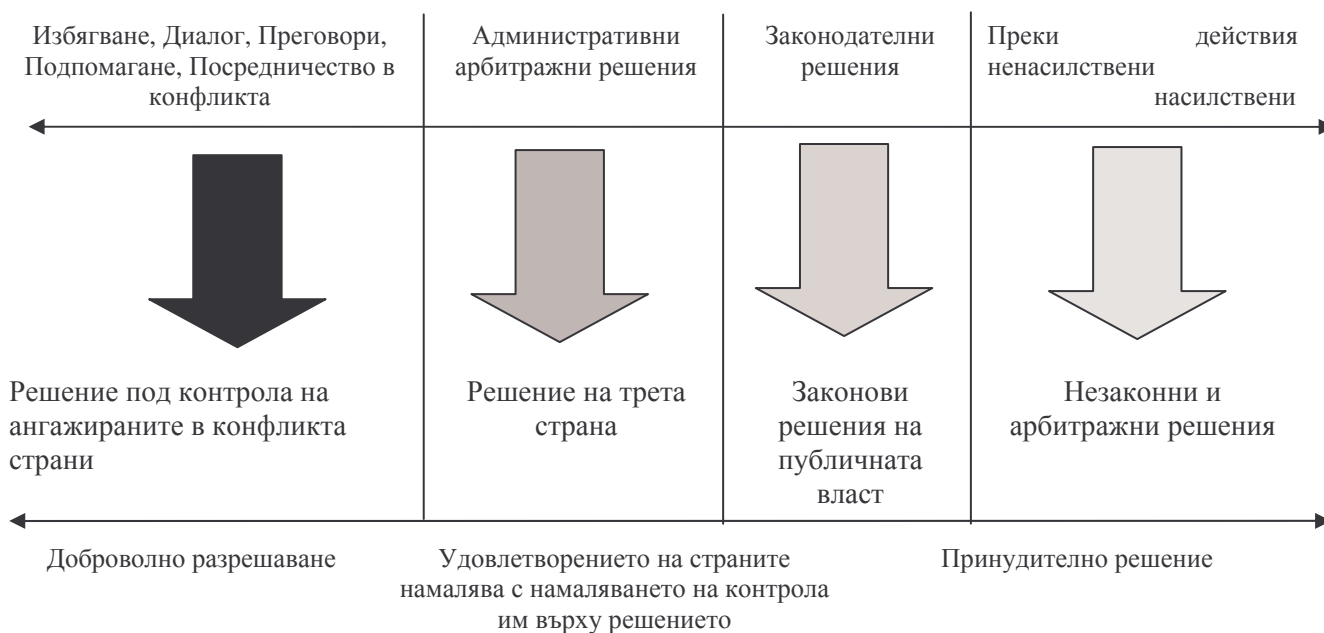 Избягване, Диалог, Преговори,
Подпомагане, Посредничество в
конфликта
Административни
арбитражни решения
Законодателни
решения
Преки действия
ненасилствени
насилствени
Решение под контрола на
ангажираните в конфликта
страни
Решение на трета
страна
Законови
решения на
публичната
власт
Незаконни и
арбитражни решения
Доброволно разрешаване
Удовлетворението на страните
намалява с намаляването на контрола
им върху решението
Принудително решение